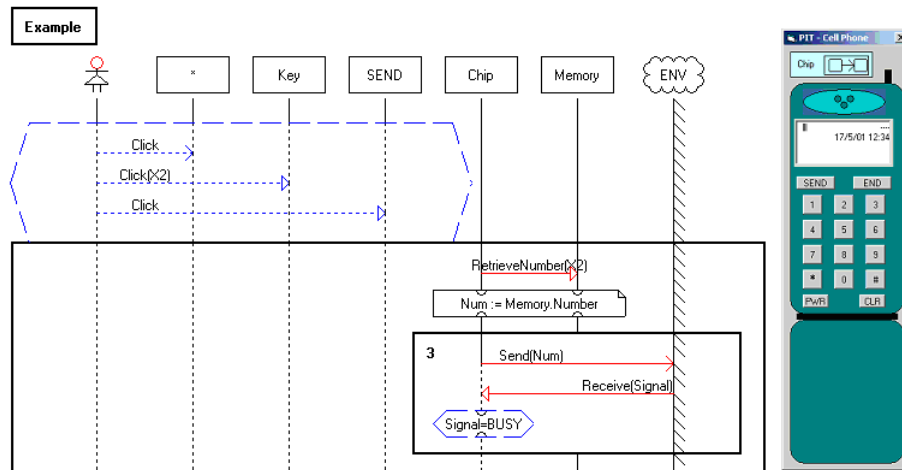 Example
* Key SEND Chip Memory ENV
Click
Click(X2)
Click
RetrieveNumber(X2)
Num := Memory.Number
3
Send(Num)
Receive(Signal)
Signal=BUSY
PIT - Cell Phone
Chip
17/5/01 12:34
SEND END
1 2 3
4 5 6
7 8 9
* 0 #
PWR CLR